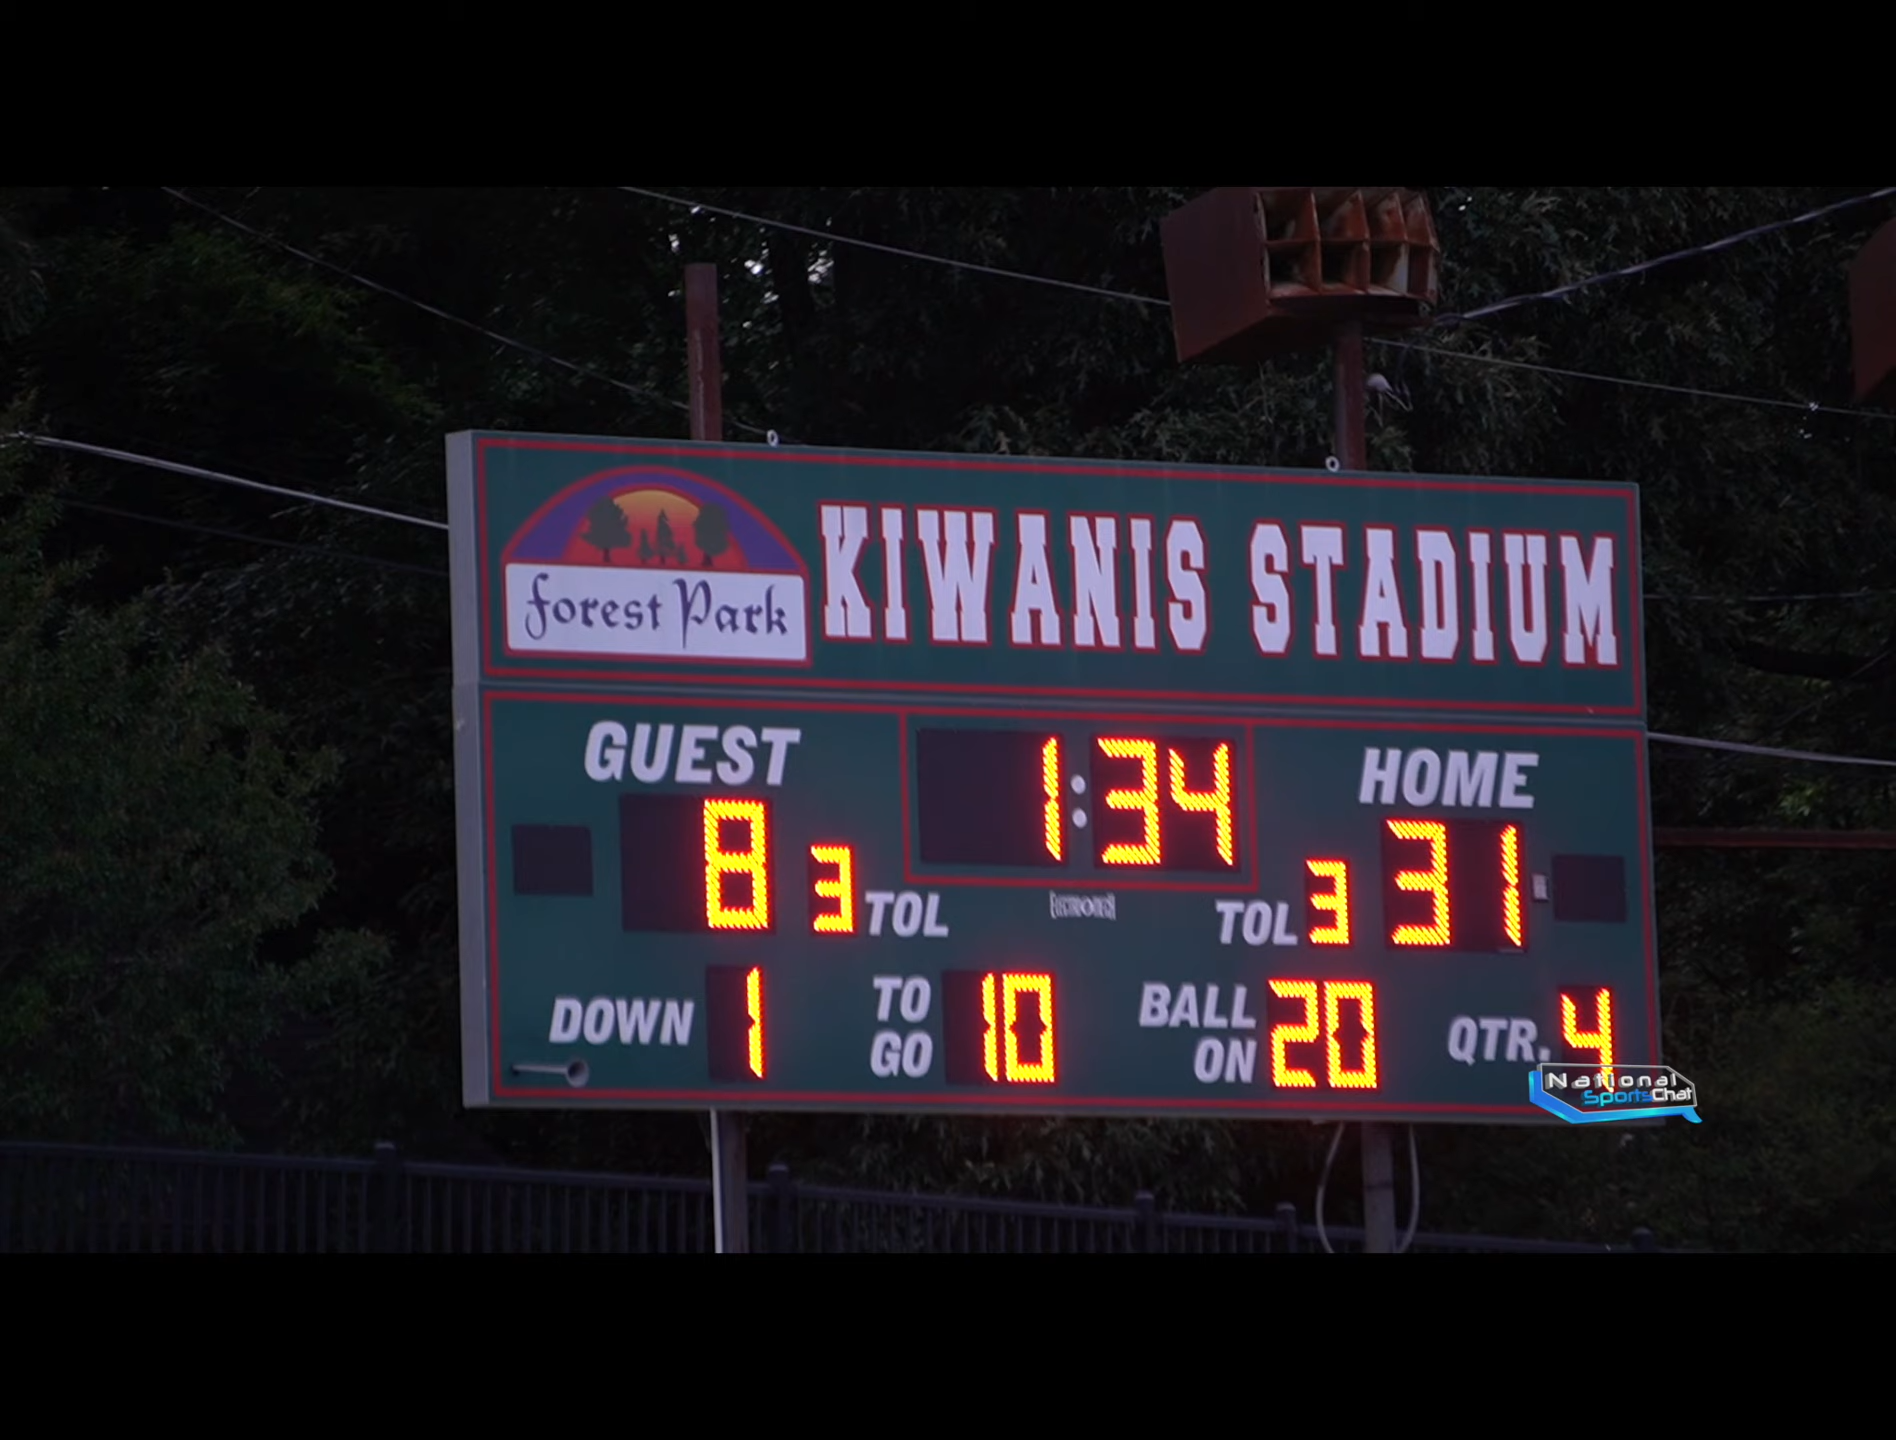 Forest Park
KIWANIS STADIUM
GUEST
1:34
HOME
8
3 TOL
TOL 3
31
DOWN 1
TO GO 10
BALL ON 20
QTR. 4
National
SportsChat